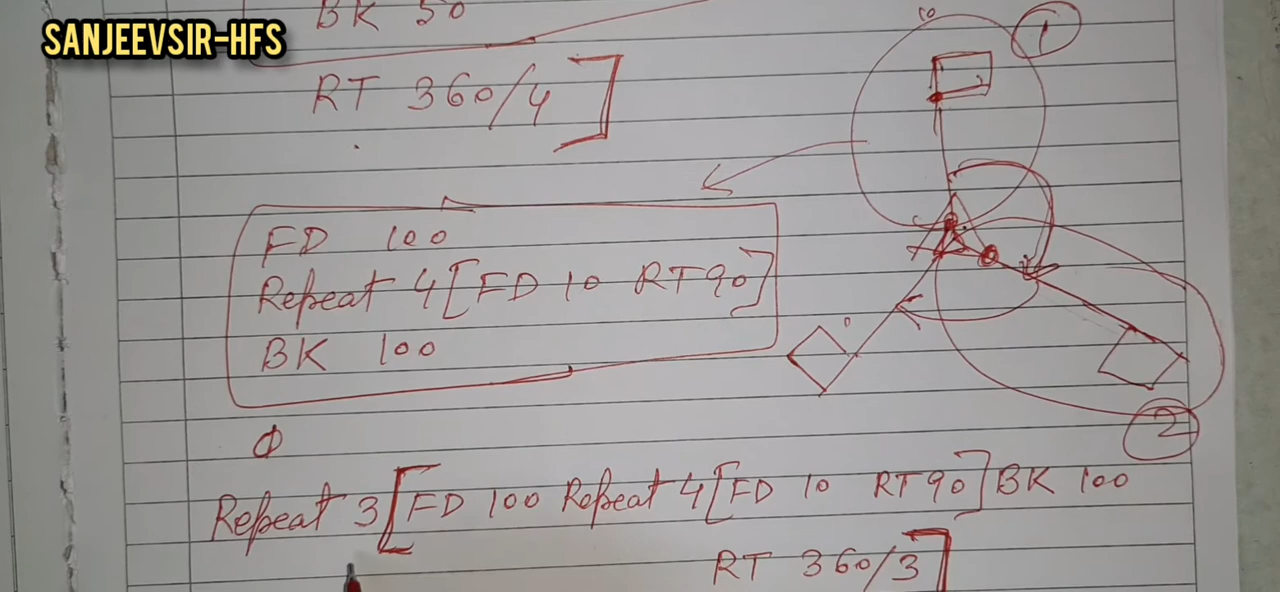 BK 50
SANJEEVSIR-HFS
RT 360/4]
10
1
FD 100
Repeat 4[FD 10 RT90]
BK 100
2
Repeat 3[FD 100 Repeat 4[FD 10 RT90]BK 100
RT 360/3]